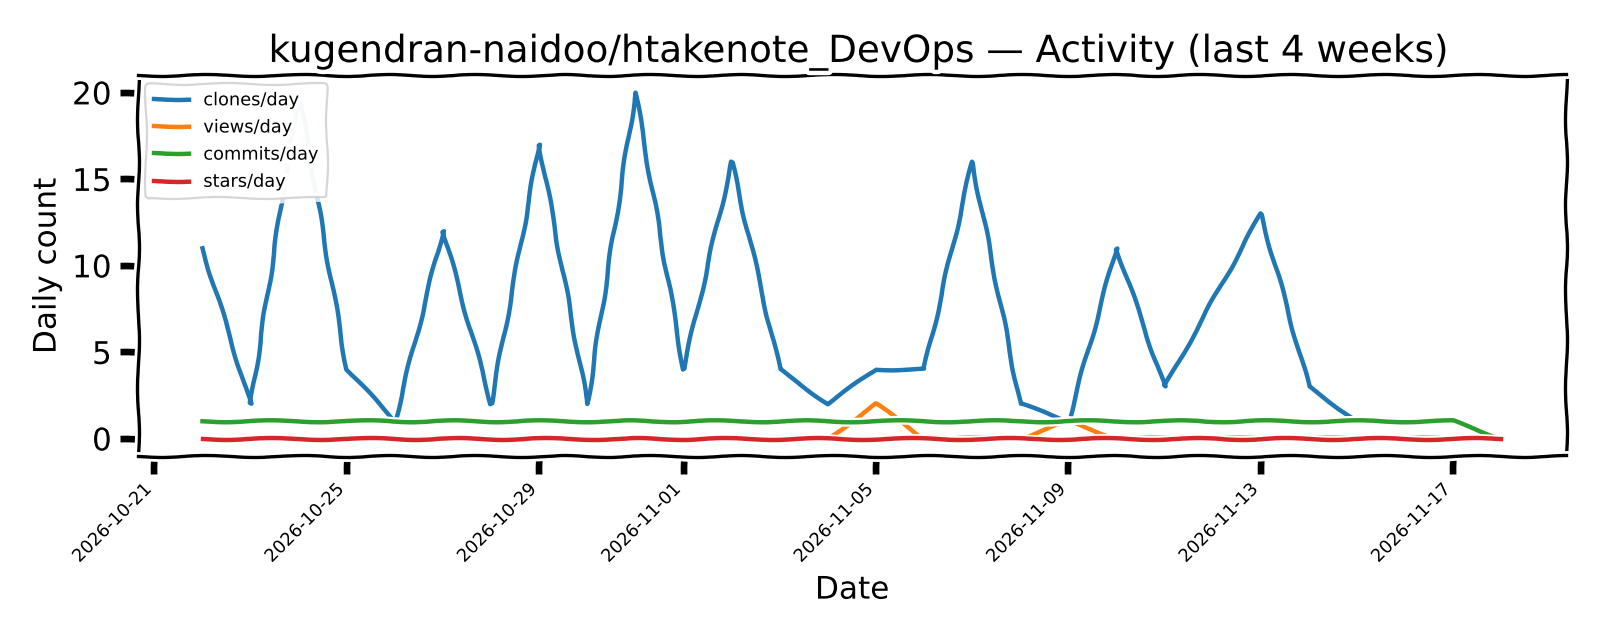 kugendran-naidoo/htakenote_DevOps — Activity (last 4 weeks)
20
15
10
5
0
Daily count
clones/day
views/day
commits/day
stars/day
2026-10-21
2026-10-25
2026-10-29
2026-11-01
2026-11-05
2026-11-09
2026-11-13
2026-11-17
Date